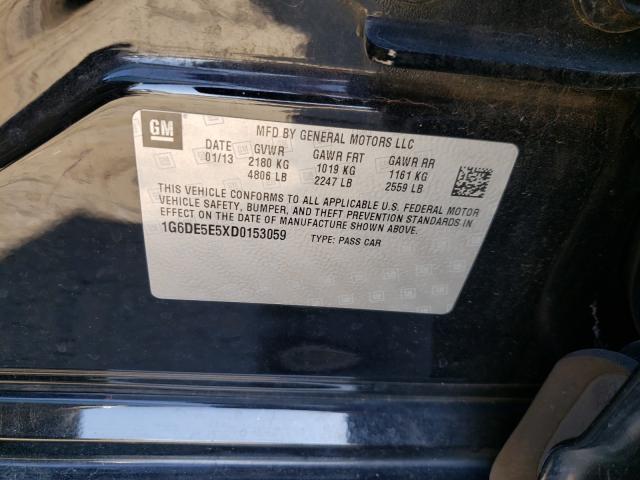 GM
MFD BY GENERAL MOTORS LLC
DATE GVWR GAWR FRT GAWR RR
01/13 2180 KG 1019 KG 1161 KG
4806 LB 2247 LB 2559 LB
THIS VEHICLE CONFORMS TO ALL APPLICABLE U.S. FEDERAL MOTOR
VEHICLE SAFETY, BUMPER, AND THEFT PREVENTION STANDARDS IN
EFFECT ON THE DATE OF MANUFACTURE SHOWN ABOVE.
1G6DE5E5XD0153059 TYPE: PASS CAR